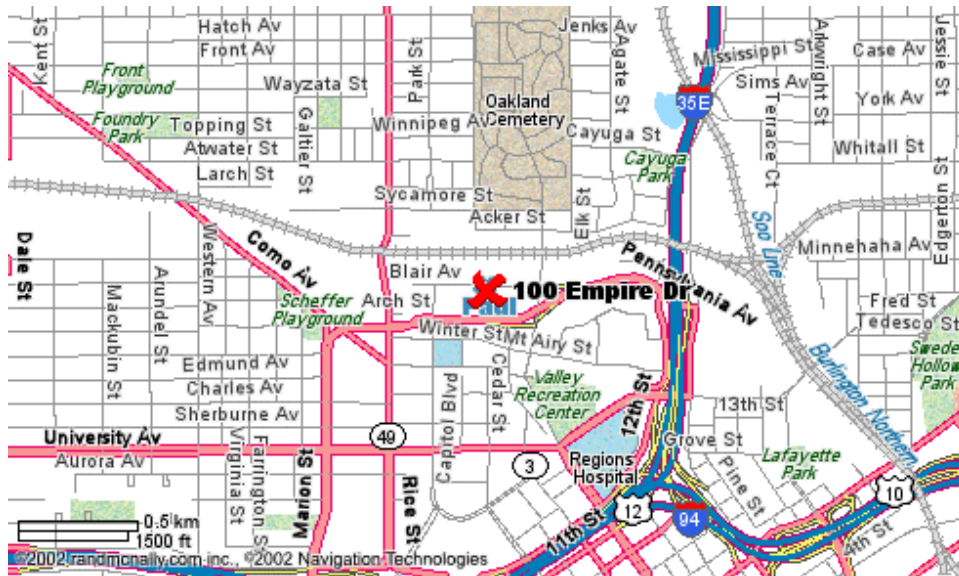 Kent St
Hatch Av
Front Av
Park St
Jenks Av
Agate St
Mississippi St
Arkwright St
Case Av
Jessie St
Front
Playground
Wayzata St
Oakland
Cemetery
35E
Sims Av
York Av
Foundry
Park
Topping St
Galtier St
Winnipeg Av
Cayuga St
Terrace Ct
Atwater St
Whitall St
Larch St
Cayuga
Park
Sycamore St
Acker St
Elk St
Edgerton St
Soo Line
Minnehaha Av
Dale St
Western Av
Como Av
Blair Av
Pennsylvania Av
Mackubin St
Arundel St
Scheffer
Playground
Arch St
Paul
100 Empire Dr
Fred St
Tedesco St
Winter St
Mt Airy St
Burlington Northern
Swede
Hollow
Park
Edmund Av
Charles Av
Sherburne Av
Capitol Blvd
Cedar St
Valley
Recreation
Center
12th St
13th St
University Av
49
Grove St
Lafayette
Park
Aurora Av
Virginia St
Farrington St
Marion St
Rice St
3
Regions
Hospital
Pine St
10
12
94
11th St
4th St
0.5 km
1500 ft
©2002 randmcnally.com inc., ©2002 Navigation Technologies